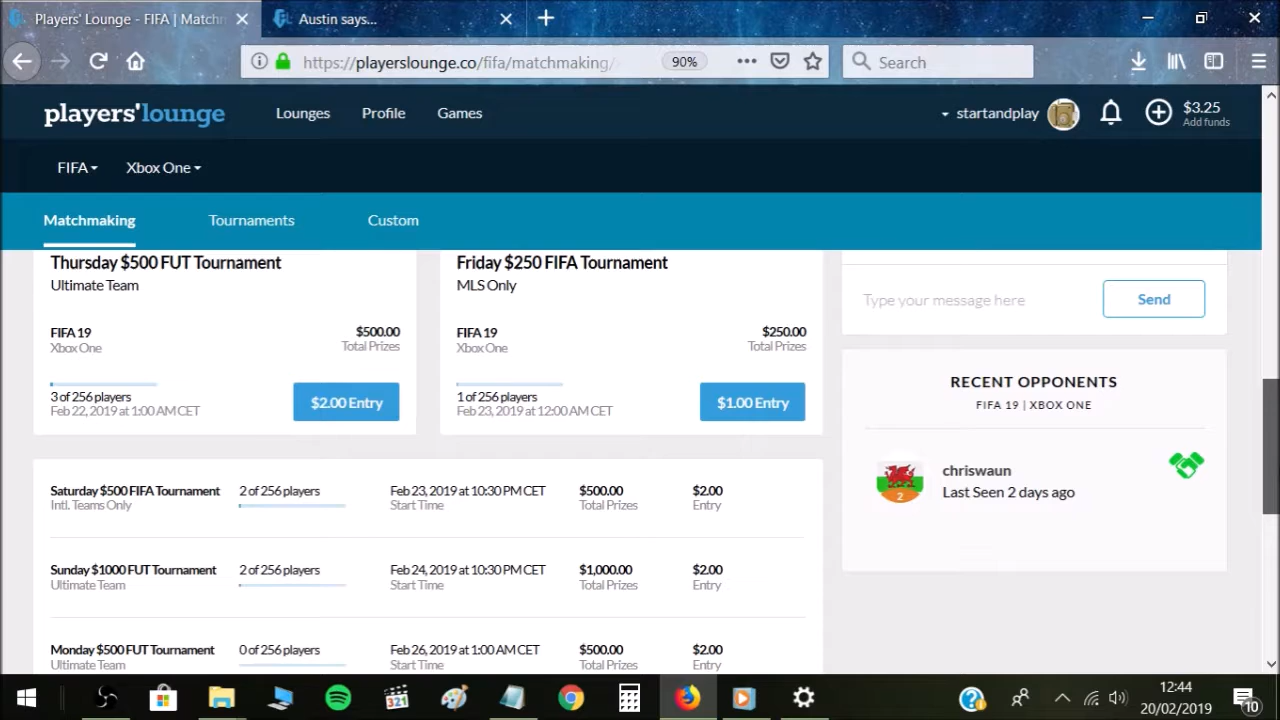 Players' Lounge - FIFA | Matchm
Austin says...
https://playerslounge.co/fifa/matchmaking/
90%
Search
players'lounge
Lounges
Profile
Games
startandplay
$3.25
Add funds
FIFA
Xbox One
Matchmaking
Tournaments
Custom
Thursday $500 FUT Tournament
Ultimate Team
FIFA 19
Xbox One
$500.00
Total Prizes
3 of 256 players
Feb 22, 2019 at 1:00 AM CET
$2.00 Entry
Friday $250 FIFA Tournament
MLS Only
FIFA 19
Xbox One
$250.00
Total Prizes
1 of 256 players
Feb 23, 2019 at 12:00 AM CET
$1.00 Entry
Type your message here
Send
RECENT OPPONENTS
FIFA 19 | XBOX ONE
chriswaun
Last Seen 2 days ago
2
Saturday $500 FIFA Tournament
Intl. Teams Only
2 of 256 players
Feb 23, 2019 at 10:30 PM CET
Start Time
$500.00
Total Prizes
$2.00
Entry
Sunday $1000 FUT Tournament
Ultimate Team
2 of 256 players
Feb 24, 2019 at 10:30 PM CET
Start Time
$1,000.00
Total Prizes
$2.00
Entry
Monday $500 FUT Tournament
Ultimate Team
0 of 256 players
Feb 26, 2019 at 1:00 AM CET
Start Time
$500.00
Total Prizes
$2.00
Entry
321
12:44
20/02/2019
10